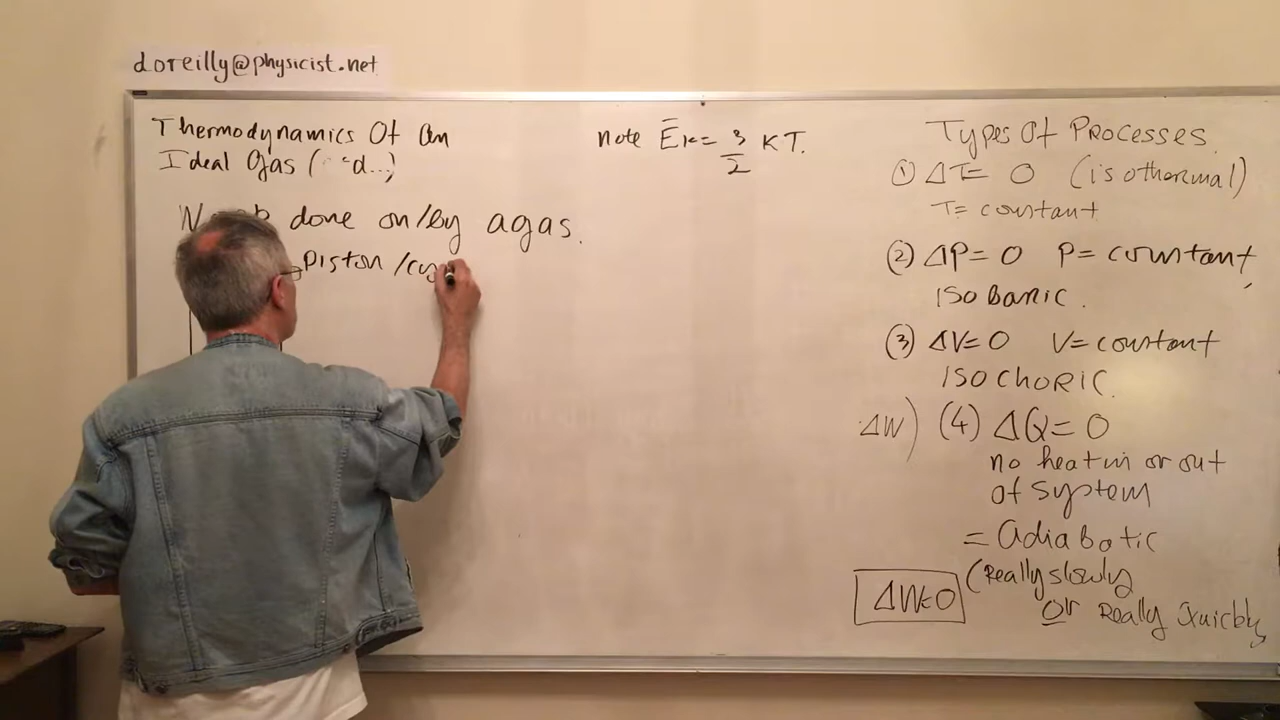 doreilly@physicist.net
Thermodynamics Of An
Ideal Gas (
done on/by a gas.
Piston /cy
note Ēk = 3/2 KT.
Types Of Processes
① ΔT= 0 (isothermal)
T= constant
(2) ΔP= 0 P= constant,
ISOBARIC.
(3) ΔV= 0 V= constant
ISOCHORIC.
ΔW) (4) ΔQ= 0
no heat in or out
of system
= Adiabatic
(Really slowly
or really quickly